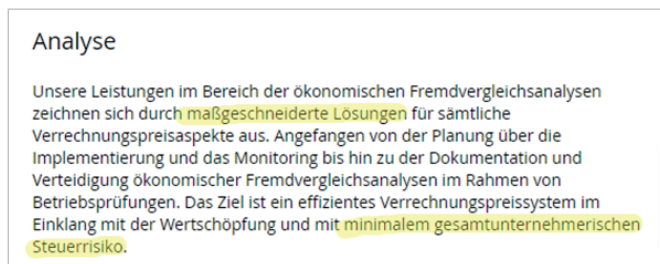 Analyse
Unsere Leistungen im Bereich der ökonomischen Fremdvergleichsanalysen
zeichnen sich durch maßgeschneiderte Lösungen für sämtliche
Verrechnungspreisaspekte aus. Angefangen von der Planung über die
Implementierung und das Monitoring bis hin zu der Dokumentation und
Verteidigung ökonomischer Fremdvergleichsanalysen im Rahmen von
Betriebsprüfungen. Das Ziel ist ein effizientes Verrechnungspreissystem im
Einklang mit der Wertschöpfung und mit minimalem gesamtunternehmerischen
Steuerrisiko.